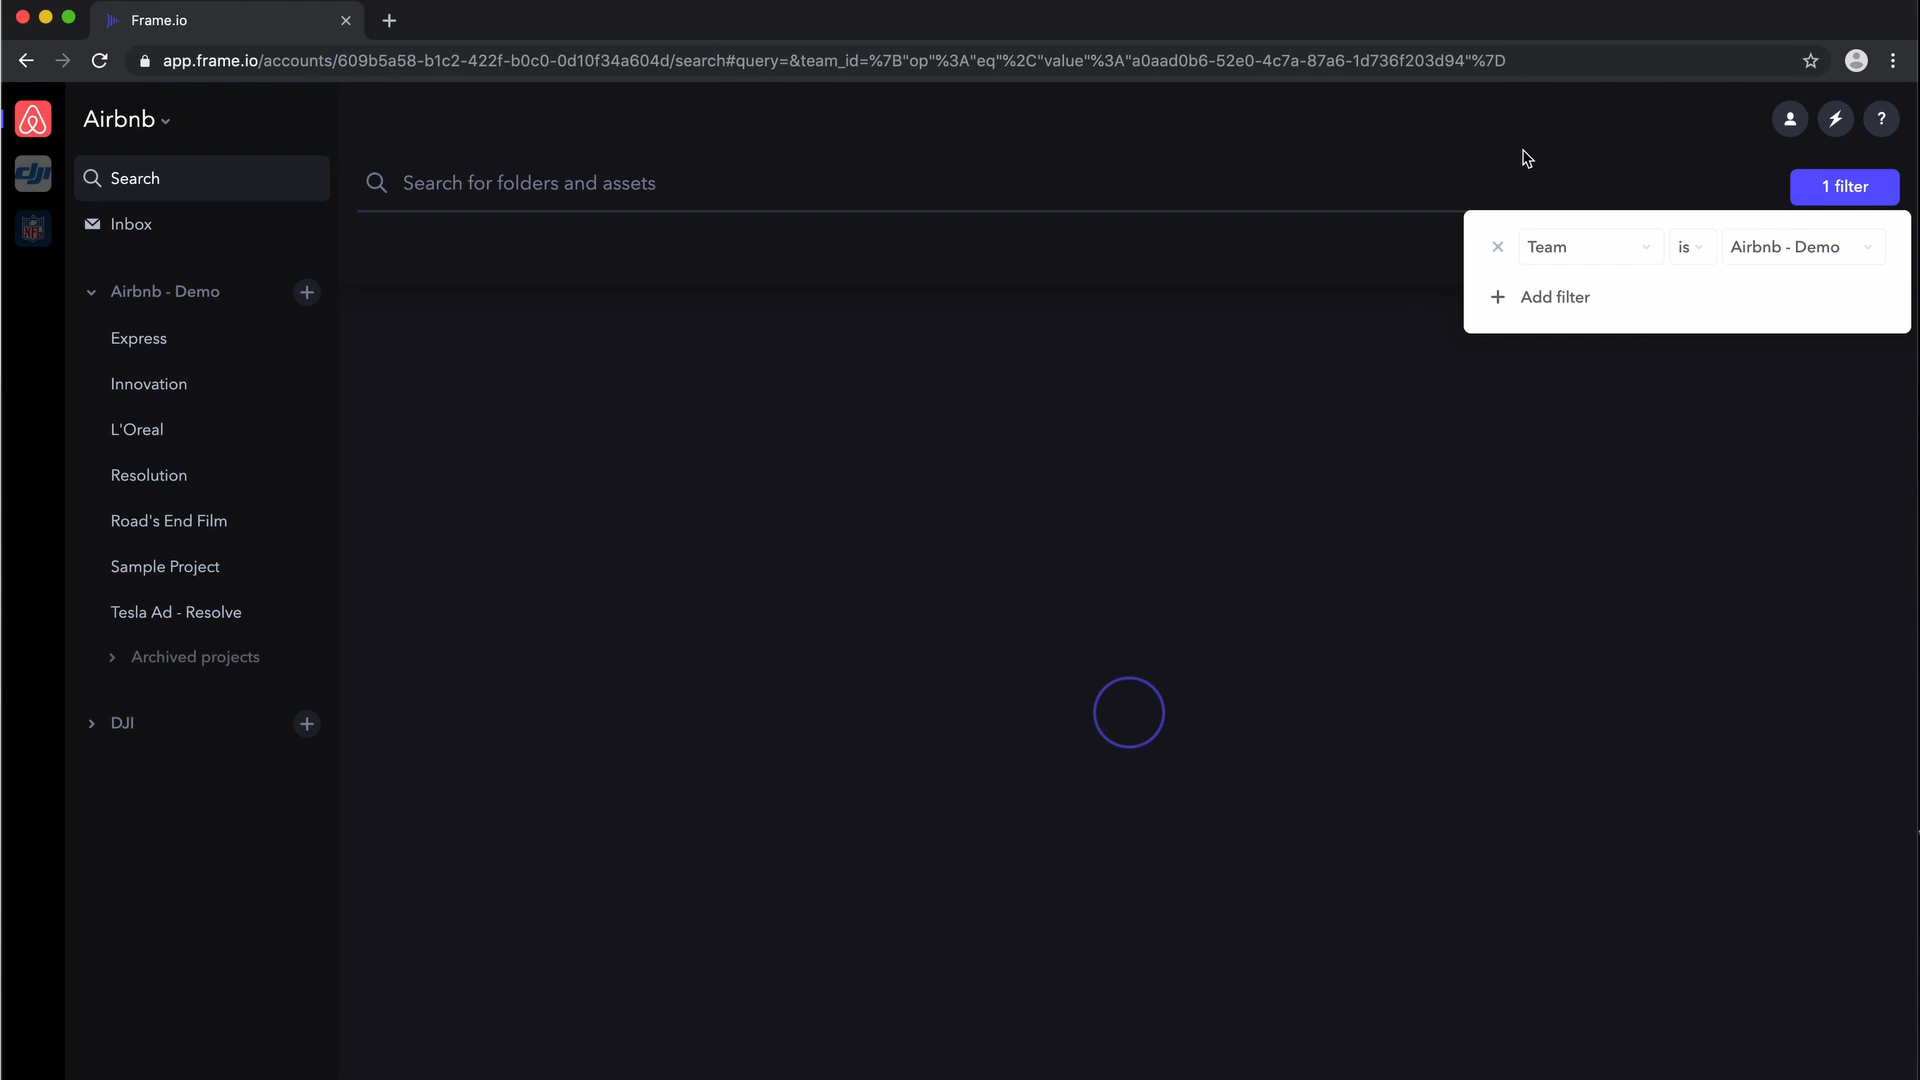 Frame.io
app.frame.io/accounts/609b5a58-b1c2-422f-b0c0-0d10f34a604d/search#query=&team_id=%7B"op"%3A"eq"%2C"value"%3A"a0aad0b6-52e0-4c7a-87a6-1d736f203d94"%7D
Airbnb
dji
NFL
Search
Inbox
Airbnb - Demo
Express
Innovation
L'Oreal
Resolution
Road's End Film
Sample Project
Tesla Ad - Resolve
Archived projects
DJI
?
Search for folders and assets
1 filter
Team is Airbnb - Demo
Add filter